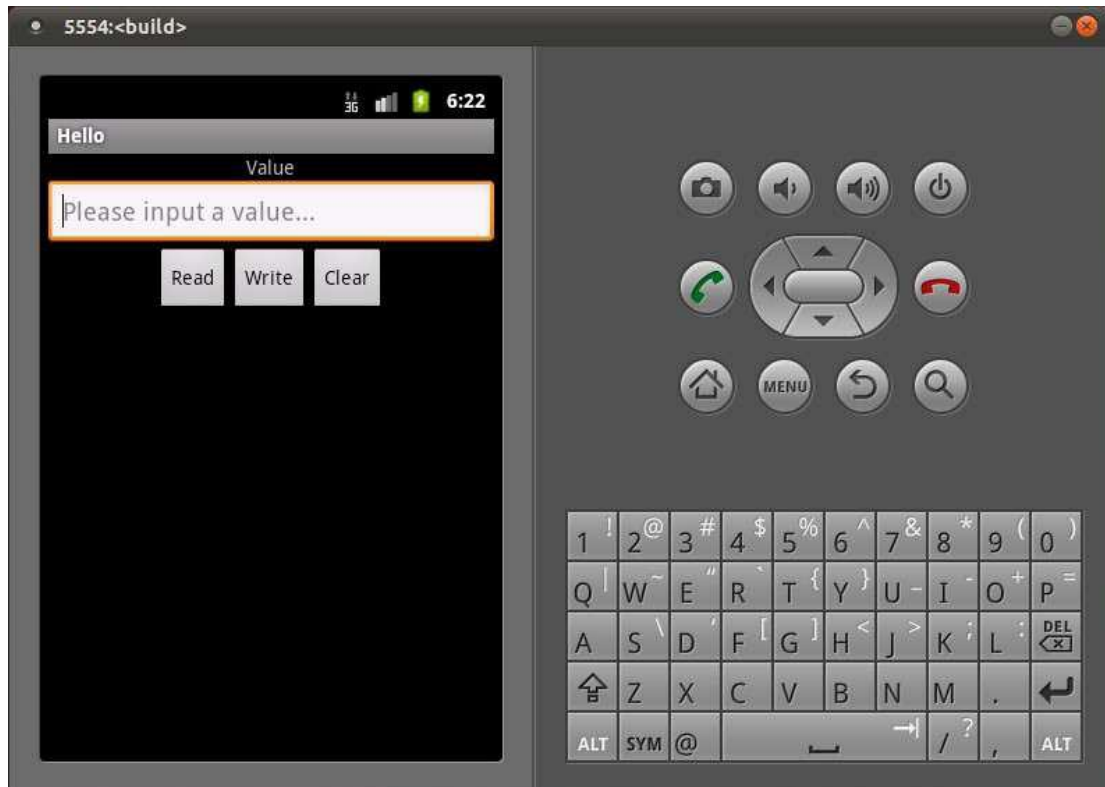 5554:<build>
3G 6:22
Hello
Value
Please input a value...
Read Write Clear
MENU
1 ! 2 @ 3 # 4 $ 5 % 6 ^ 7 & 8 * 9 ( 0 )
Q | W ~ E " R ` T { Y } U _ I - O + P =
A S \ D ' F [ G ] H < J > K ; L : DEL
Z X C V B N M .
ALT SYM @ / ? , ALT